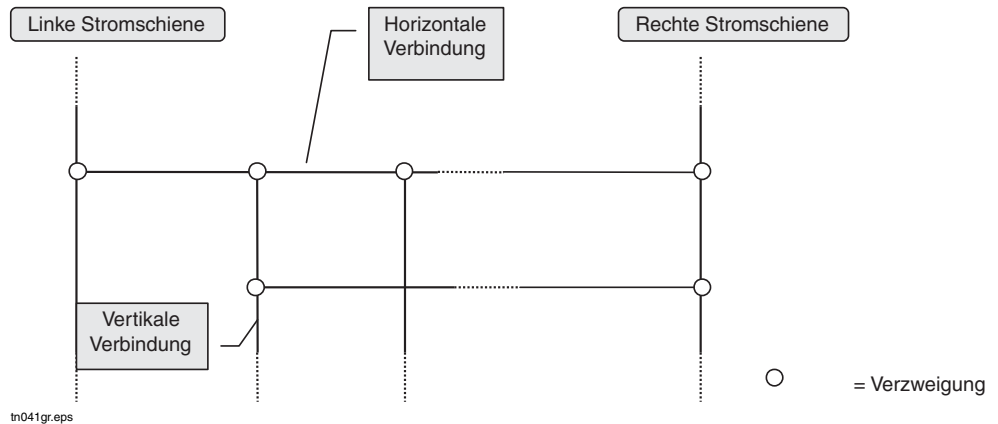 Linke Stromschiene
Horizontale
Verbindung
Rechte Stromschiene
Vertikale
Verbindung
= Verzweigung
tn041gr.eps